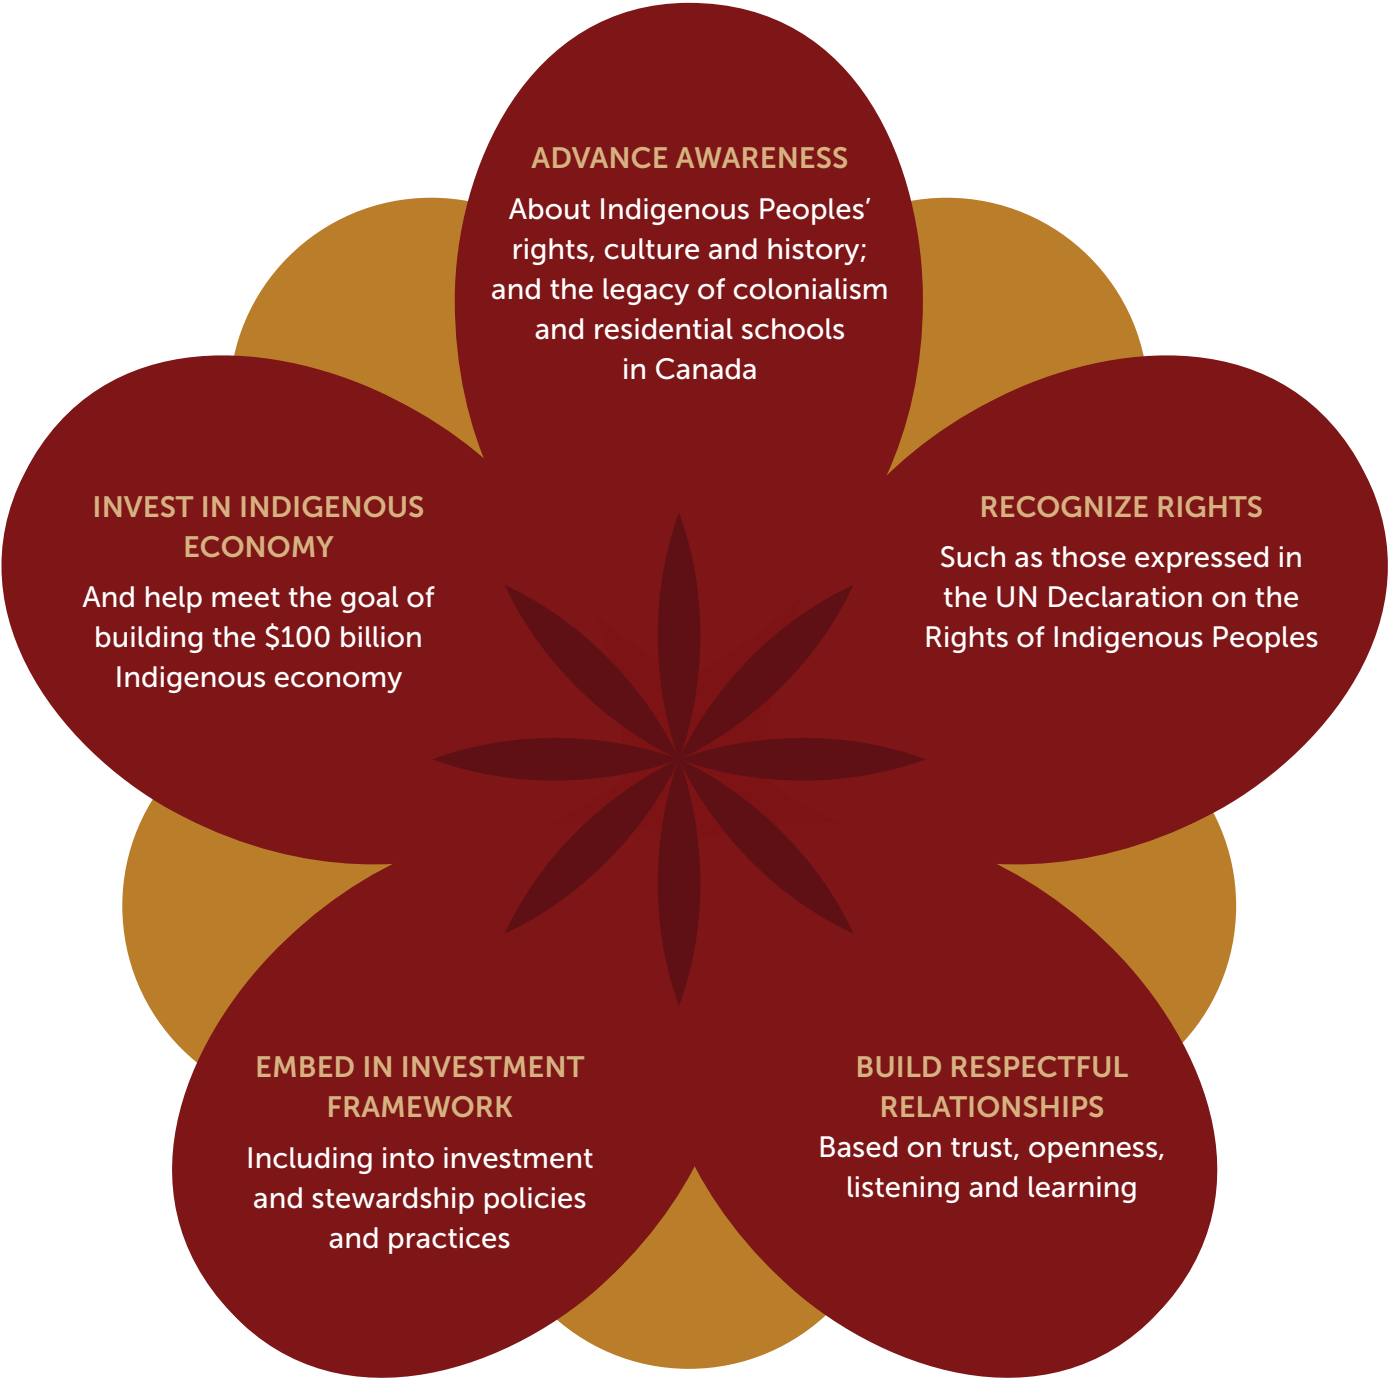 ADVANCE AWARENESS
About Indigenous Peoples’
rights, culture and history;
and the legacy of colonialism
and residential schools
in Canada
RECOGNIZE RIGHTS
Such as those expressed in
the UN Declaration on the
Rights of Indigenous Peoples
BUILD RESPECTFUL
RELATIONSHIPS
Based on trust, openness,
listening and learning
EMBED IN INVESTMENT
FRAMEWORK
Including into investment
and stewardship policies
and practices
INVEST IN INDIGENOUS
ECONOMY
And help meet the goal of
building the $100 billion
Indigenous economy